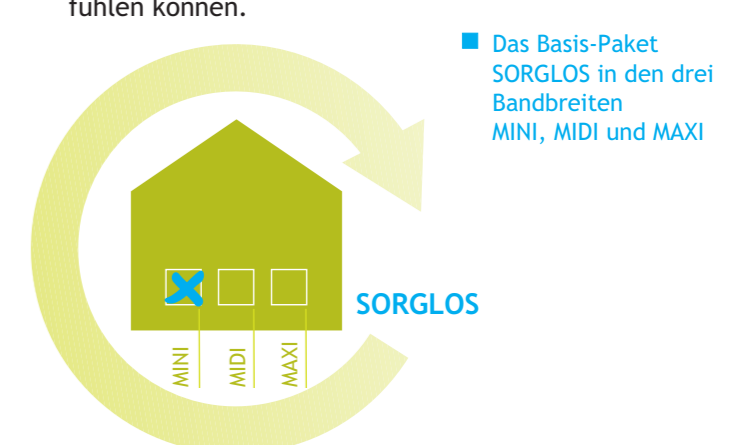 fühlen können.
Das Basis-Paket
SORGLOS in den drei
Bandbreiten
MINI, MIDI und MAXI
SORGLOS
MINI
MIDI
MAXI